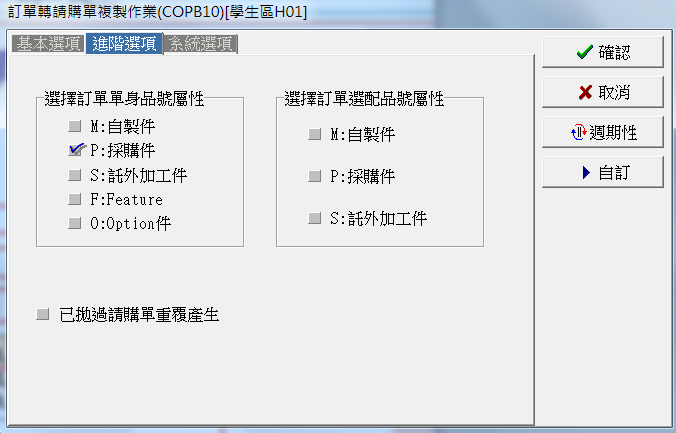 訂單轉請購單複製作業(COPB10)[學生區H01]
基本選項 進階選項 系統選項
選擇訂單單身品號屬性
M:自製件
P:採購件
S:託外加工件
F:Feature
O:Option件
選擇訂單選配品號屬性
M:自製件
P:採購件
S:託外加工件
已拋過請購單重覆產生
確認
取消
週期性
自訂